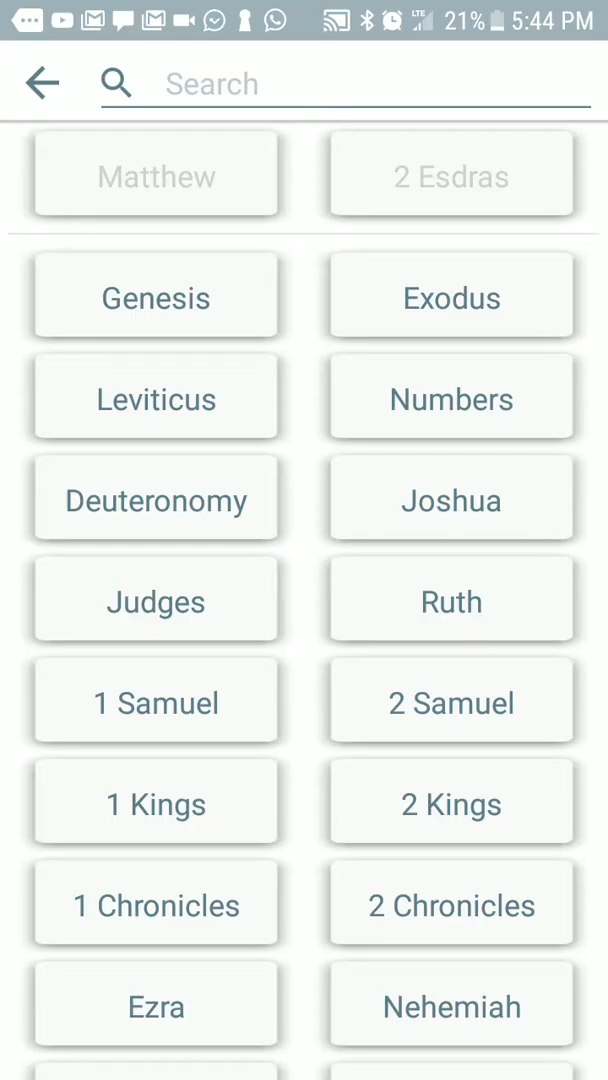 LTE 21% 5:44 PM
Search
Matthew 2 Esdras
Genesis Exodus
Leviticus Numbers
Deuteronomy Joshua
Judges Ruth
1 Samuel 2 Samuel
1 Kings 2 Kings
1 Chronicles 2 Chronicles
Ezra Nehemiah